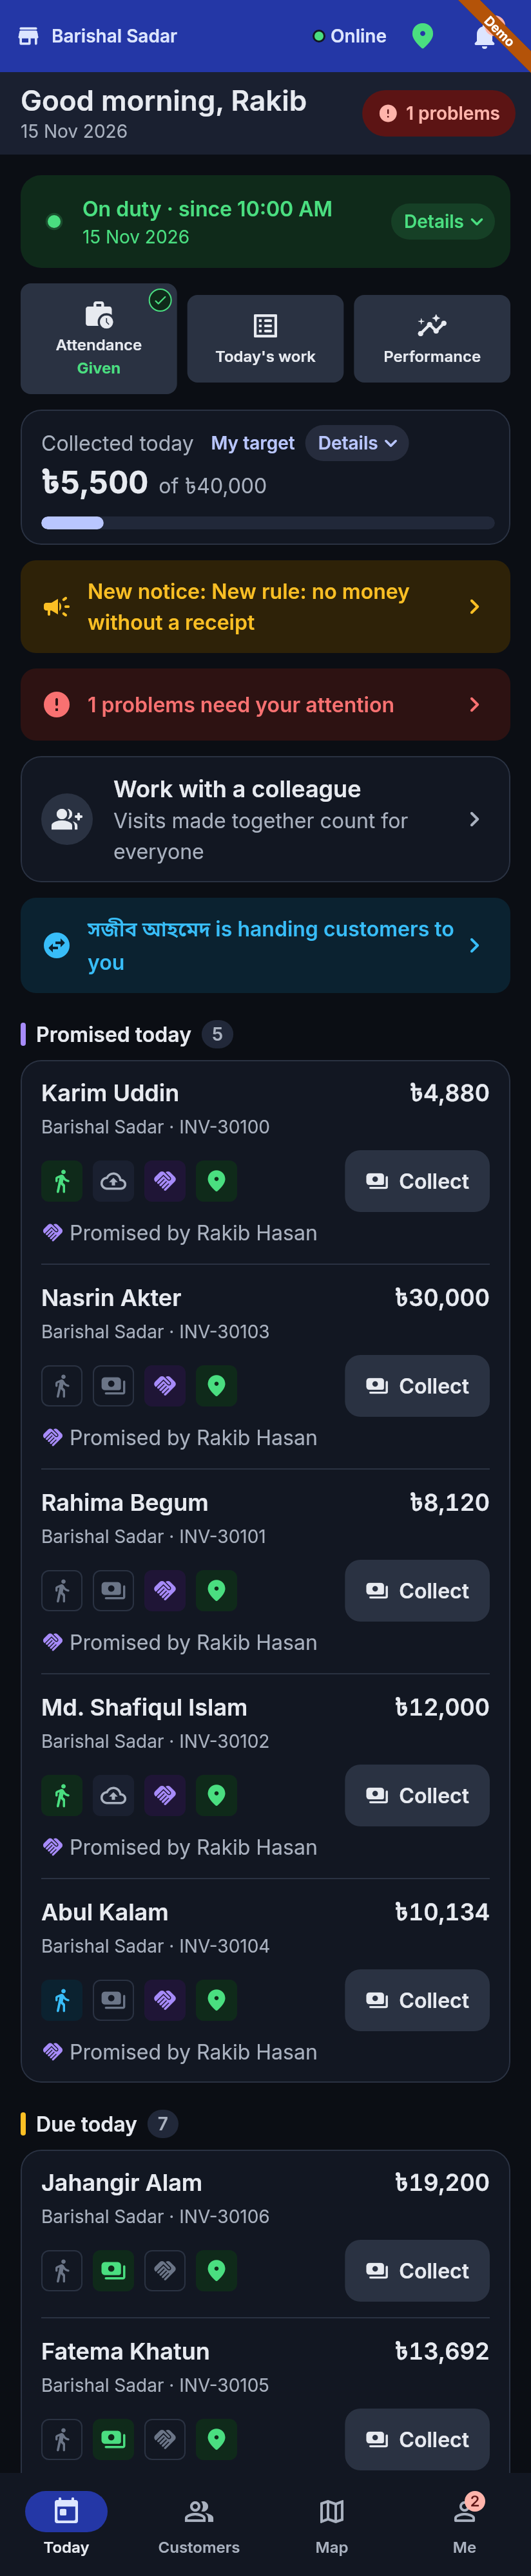 Barishal Sadar
Online
Demo
Good morning, Rakib
15 Nov 2026
1 problems
On duty · since 10:00 AM
15 Nov 2026
Details
Attendance
Given
Today's work
Performance
Collected today
My target
Details
৳5,500 of ৳40,000
New notice: New rule: no money
without a receipt
1 problems need your attention
Work with a colleague
Visits made together count for
everyone
সজীব আহমেদ is handing customers to
you
Promised today 5
Karim Uddin
৳4,880
Barishal Sadar · INV-30100
Collect
Promised by Rakib Hasan
Nasrin Akter
৳30,000
Barishal Sadar · INV-30103
Collect
Promised by Rakib Hasan
Rahima Begum
৳8,120
Barishal Sadar · INV-30101
Collect
Promised by Rakib Hasan
Md. Shafiqul Islam
৳12,000
Barishal Sadar · INV-30102
Collect
Promised by Rakib Hasan
Abul Kalam
৳10,134
Barishal Sadar · INV-30104
Collect
Promised by Rakib Hasan
Due today 7
Jahangir Alam
৳19,200
Barishal Sadar · INV-30106
Collect
Fatema Khatun
৳13,692
Barishal Sadar · INV-30105
Collect
Today
Customers
Map
2
Me